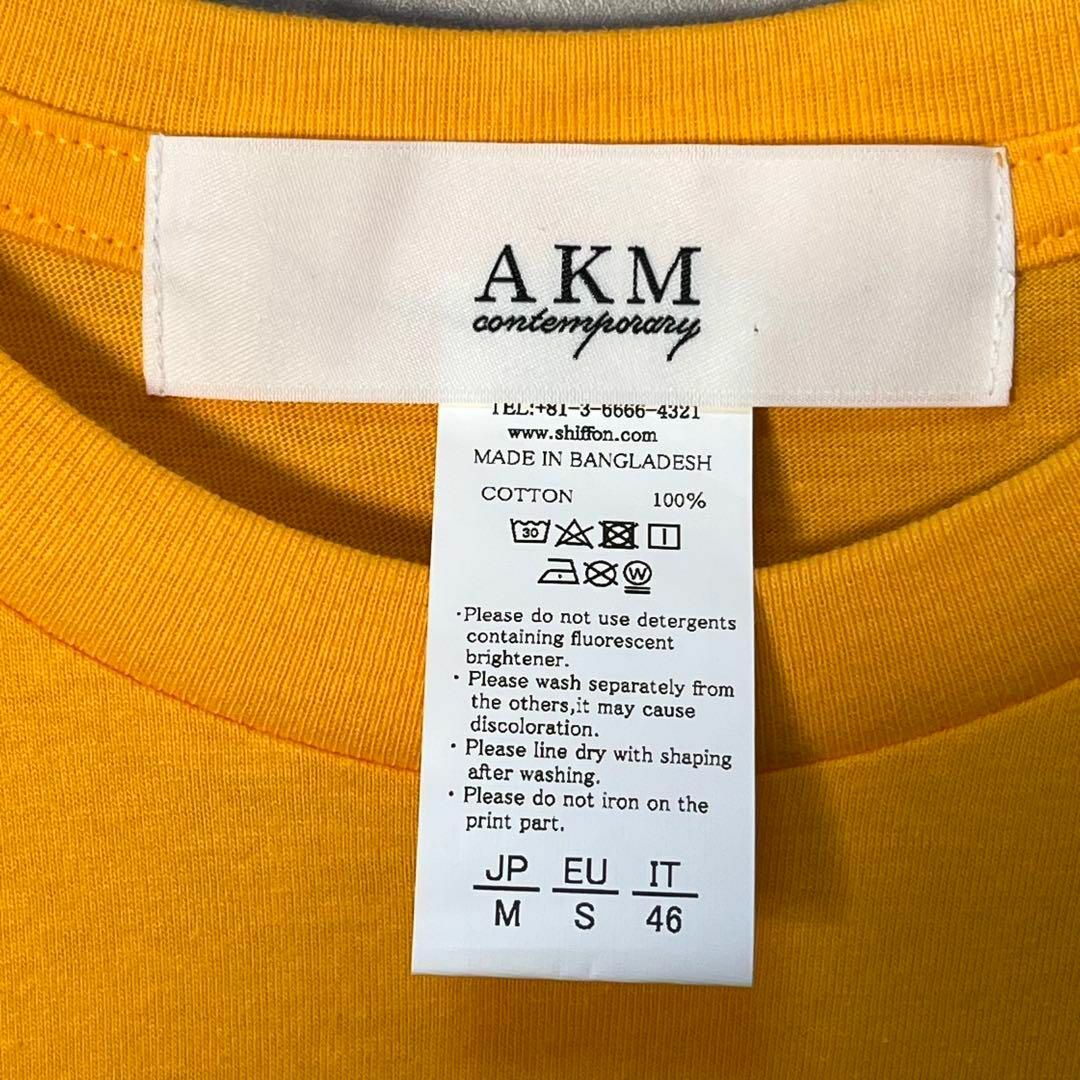 AKM
contemporary
TEL:+81-3-6666-4321
www.shiffon.com
MADE IN BANGLADESH
COTTON 100%
30
W
·Please do not use detergents
containing fluorescent
brightener.
· Please wash separately from
the others,it may cause
discoloration.
· Please line dry with shaping
after washing.
· Please do not iron on the
print part.
JP EU IT
M S 46